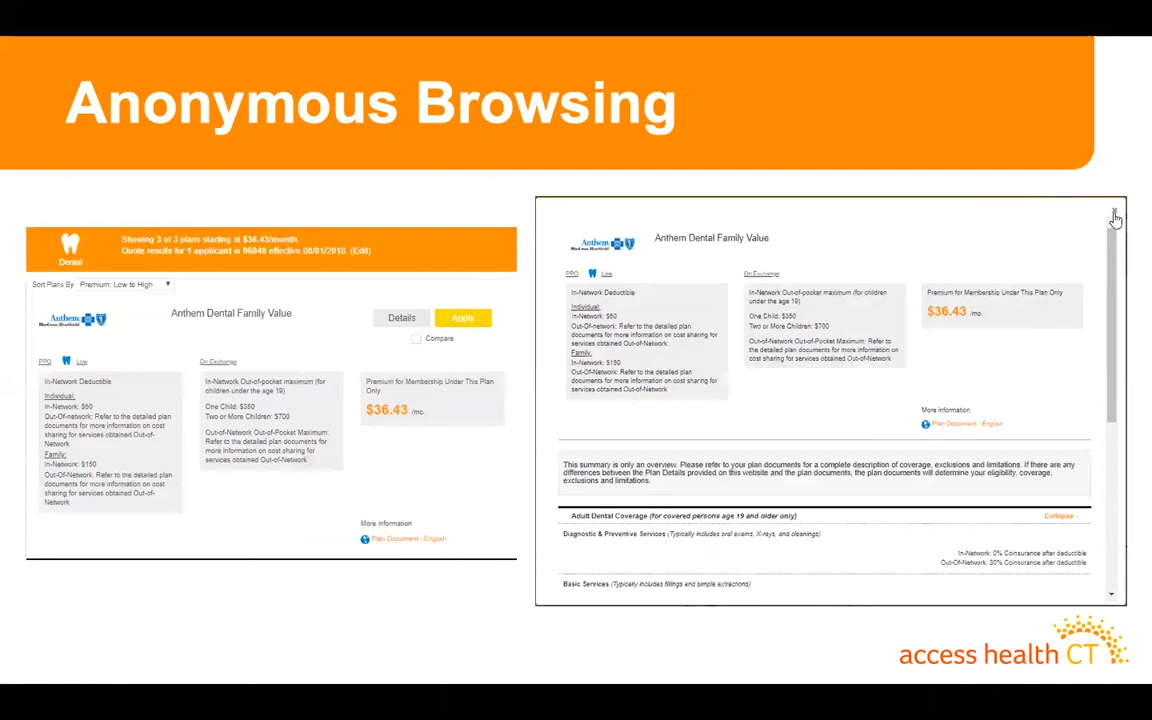 Anonymous Browsing
Dental
Showing 3 of 3 plans starting at $36.43/month.
Quote results for 1 applicant in 06040 effective 08/01/2018. (Edit)
Sort Plans By Premium: Low to High
Anthem
BlueCross BlueShield
Anthem Dental Family Value
Details
Apply
Compare
PPO Low
On Exchange
In-Network Deductible
Individual:
In-Network: $60
Out-Of-network: Refer to the detailed plan
documents for more information on cost
sharing for services obtained Out-of-
Network
Family:
In-Network: $150
Out-Of-Network: Refer to the detailed plan
documents for more information on cost
sharing for services obtained Out-of-
Network
In-Network Out-of-pocket maximum (for
children under the age 19)
One Child: $350
Two or More Children: $700
Out-of-Network Out-of-Pocket Maximum:
Refer to the detailed plan documents for
more information on cost sharing for
services obtained Out-of-Network
Premium for Membership Under This Plan
Only
$36.43 /mo.
More information
Plan Document - English
Anthem
BlueCross BlueShield
Anthem Dental Family Value
PPO Low
On Exchange
In-Network Deductible
Individual:
In-Network: $60
Out-Of-network: Refer to the detailed plan
documents for more information on cost sharing for
services obtained Out-of-Network
Family:
In-Network: $150
Out-Of-Network: Refer to the detailed plan
documents for more information on cost sharing for
services obtained Out-of-Network
In-Network Out-of-pocket maximum (for children
under the age 19)
One Child: $350
Two or More Children: $700
Out-of-Network Out-of-Pocket Maximum: Refer to
the detailed plan documents for more information on
cost sharing for services obtained Out-of-Network
Premium for Membership Under This Plan Only
$36.43 /mo.
More information
Plan Document - English
This summary is only an overview. Please refer to your plan documents for a complete description of coverage, exclusions and limitations. If there are any
differences between the Plan Details provided on this website and the plan documents, the plan documents will determine your eligibility, coverage,
exclusions and limitations.
Adult Dental Coverage (for covered persons age 19 and older only)
Collapse -
Diagnostic & Preventive Services (Typically includes oral exams, X-rays, and cleanings)
In-Network: 0% Coinsurance after deductible
Out-Of-Network: 30% Coinsurance after deductible
Basic Services (Typically includes fillings and simple extractions)
access health CT